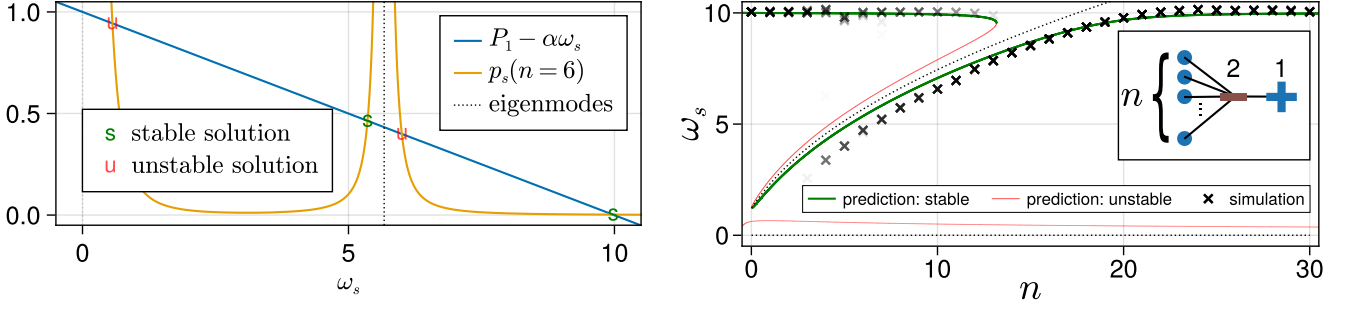 1.0
0.5
0.0
0
5
10
ω_s
P_1 − αω_s
p_s(n = 6)
eigenmodes
s stable solution
u unstable solution
u
s
u
s
10
5
0
ω_s
0
10
20
30
n
n
2
1
prediction: stable
prediction: unstable
simulation